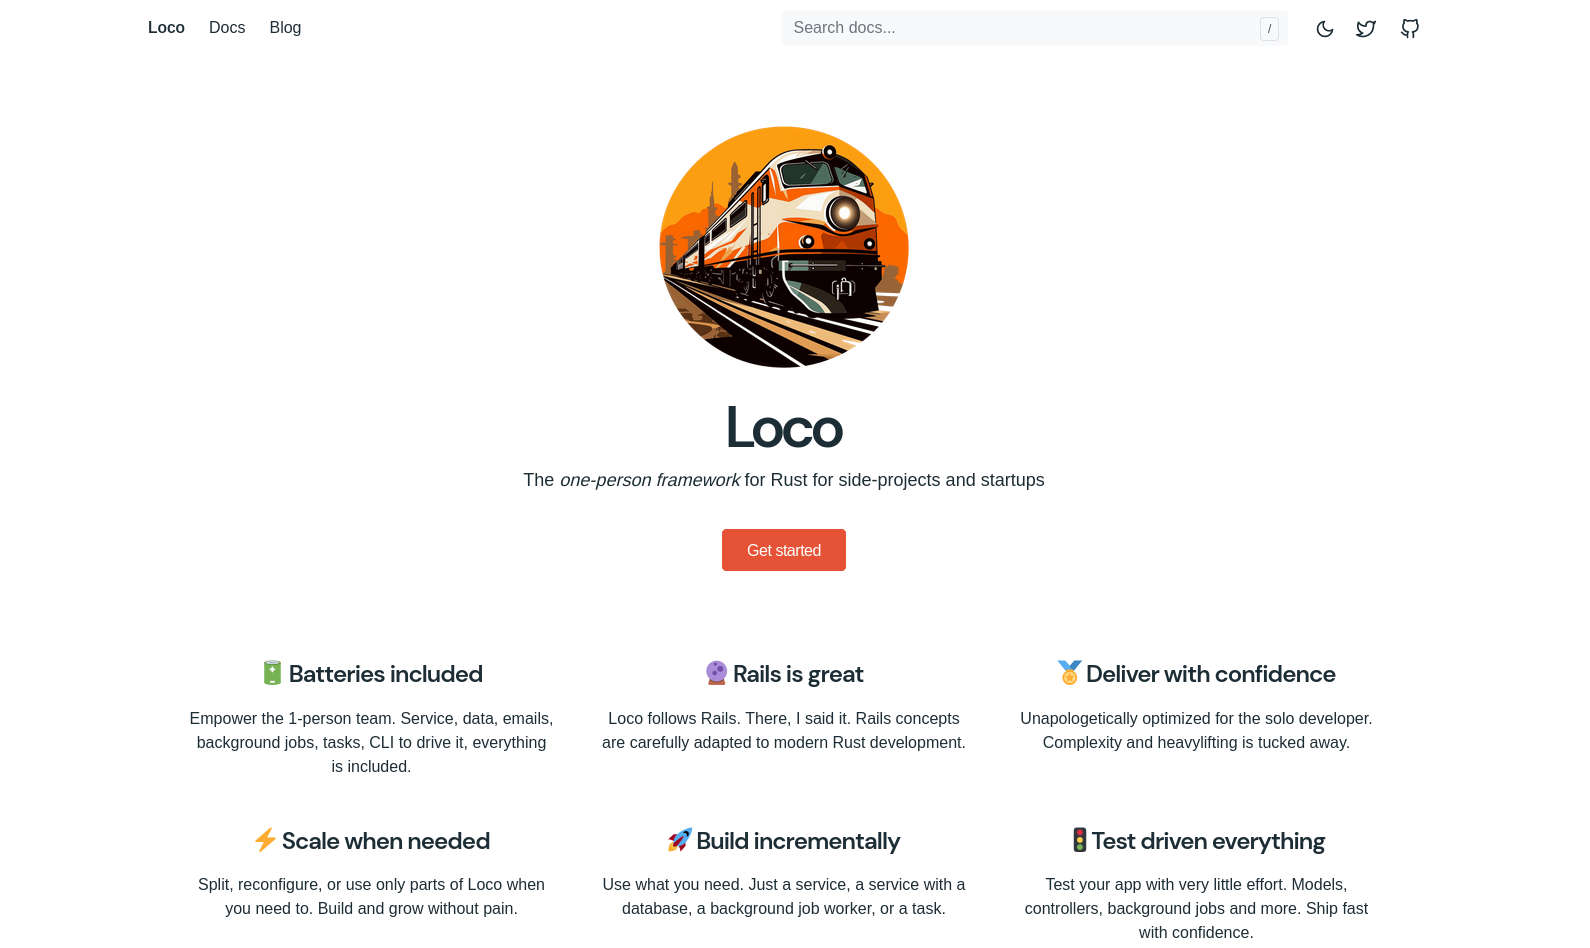 Loco Docs Blog Search docs... /
Loco
The one-person framework for Rust for side-projects and startups
Get started
Batteries included
Empower the 1-person team. Service, data, emails,
background jobs, tasks, CLI to drive it, everything
is included.
Rails is great
Loco follows Rails. There, I said it. Rails concepts
are carefully adapted to modern Rust development.
Deliver with confidence
Unapologetically optimized for the solo developer.
Complexity and heavylifting is tucked away.
Scale when needed
Split, reconfigure, or use only parts of Loco when
you need to. Build and grow without pain.
Build incrementally
Use what you need. Just a service, a service with a
database, a background job worker, or a task.
Test driven everything
Test your app with very little effort. Models,
controllers, background jobs and more. Ship fast
with confidence.